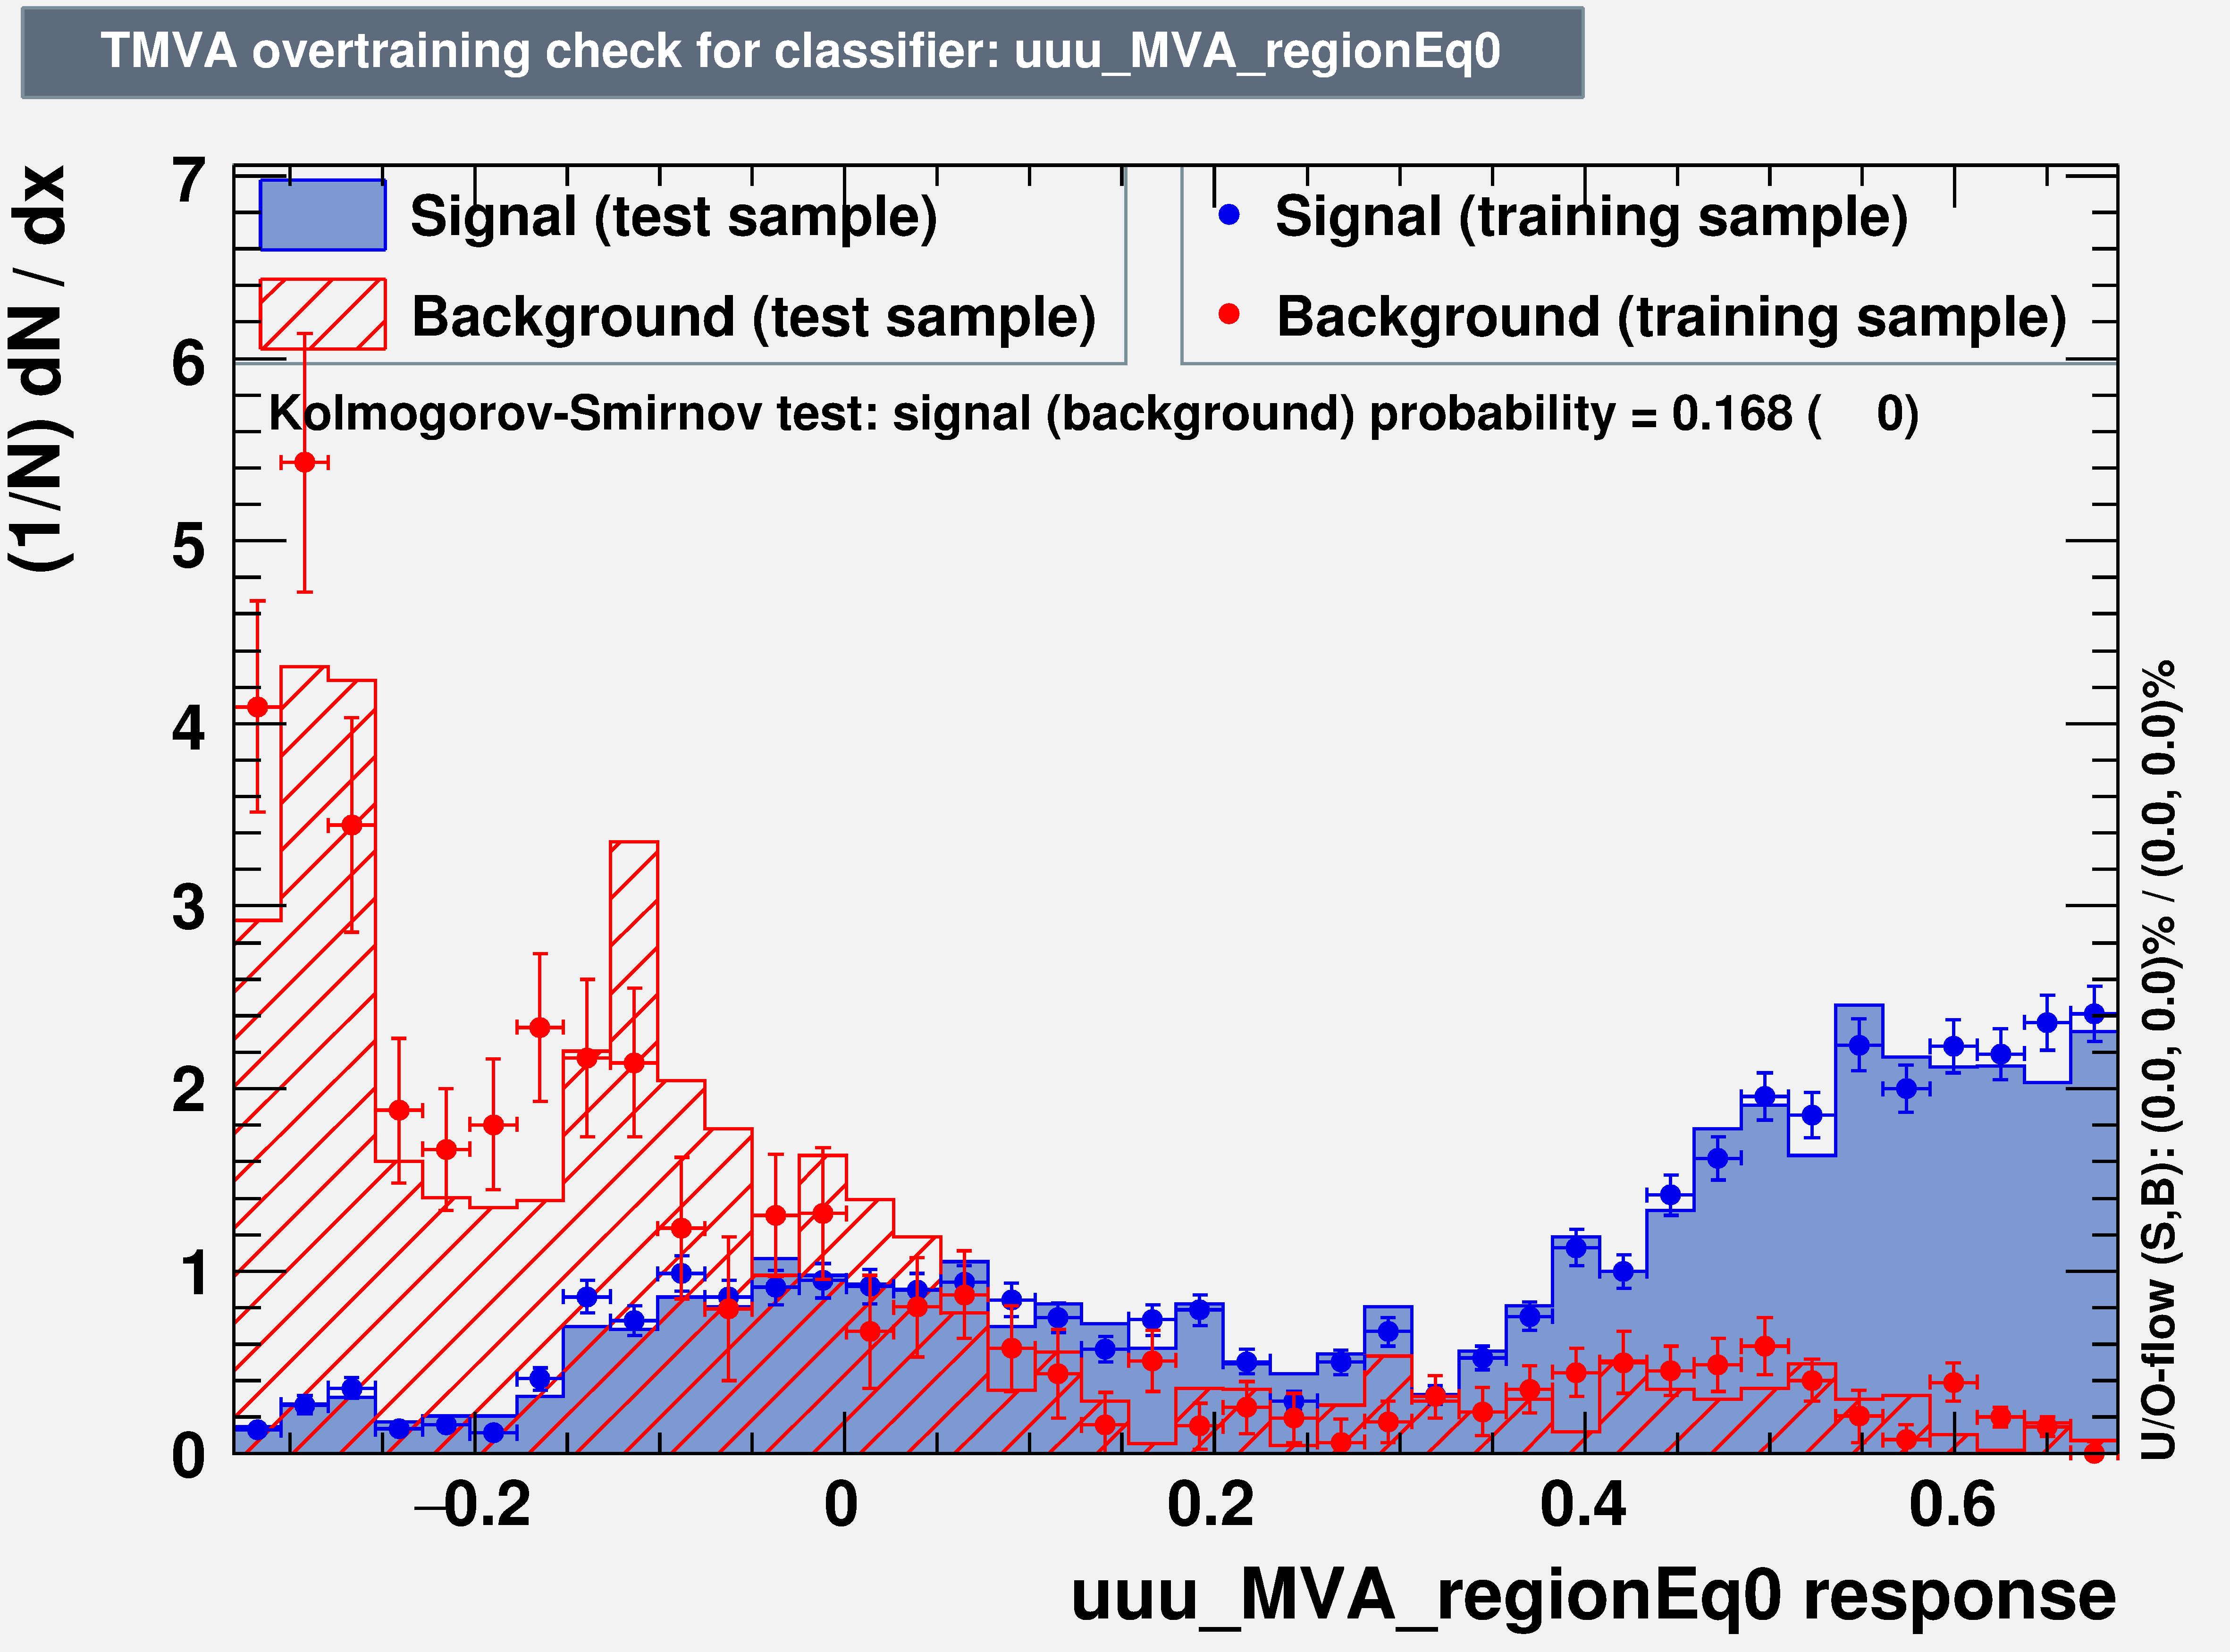 TMVA overtraining check for classifier: uuu_MVA_regionEq0
(1/N) dN / dx
7
6
5
4
3
2
1
0
Signal (test sample)
Background (test sample)
Signal (training sample)
Background (training sample)
Kolmogorov-Smirnov test: signal (background) probability = 0.168 (     0)
U/O-flow (S,B): (0.0, 0.0)% / (0.0, 0.0)%
−0.2 0 0.2 0.4 0.6
uuu_MVA_regionEq0 response